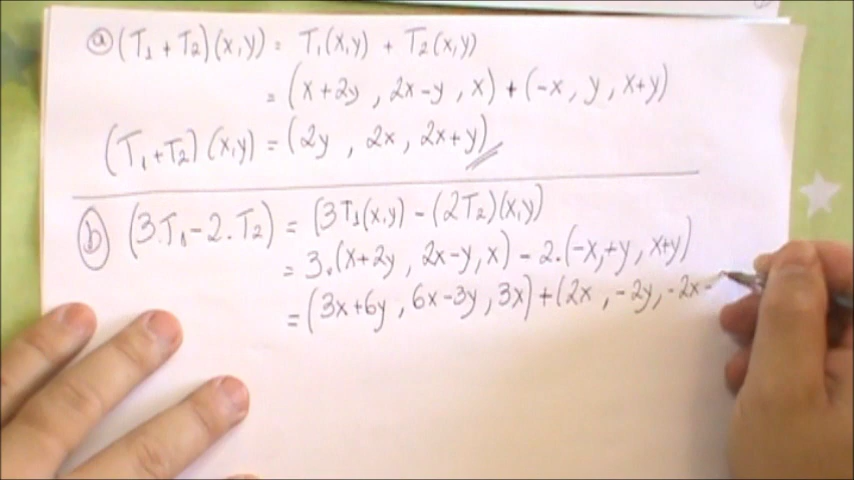 a (T₁ + T₂)(x,y) = T₁(x,y) + T₂(x,y)
= (x+2y , 2x-y , x) + (-x , y , x+y)
(T₁+T₂)(x,y) = (2y , 2x , 2x+y)
b (3.T₁-2.T₂) = (3T₁(x,y) - (2T₂)(x,y)
= 3.(x+2y , 2x-y, x) - 2.(-x,+y , x+y)
= (3x+6y , 6x-3y , 3x) + (2x , -2y, -2x-